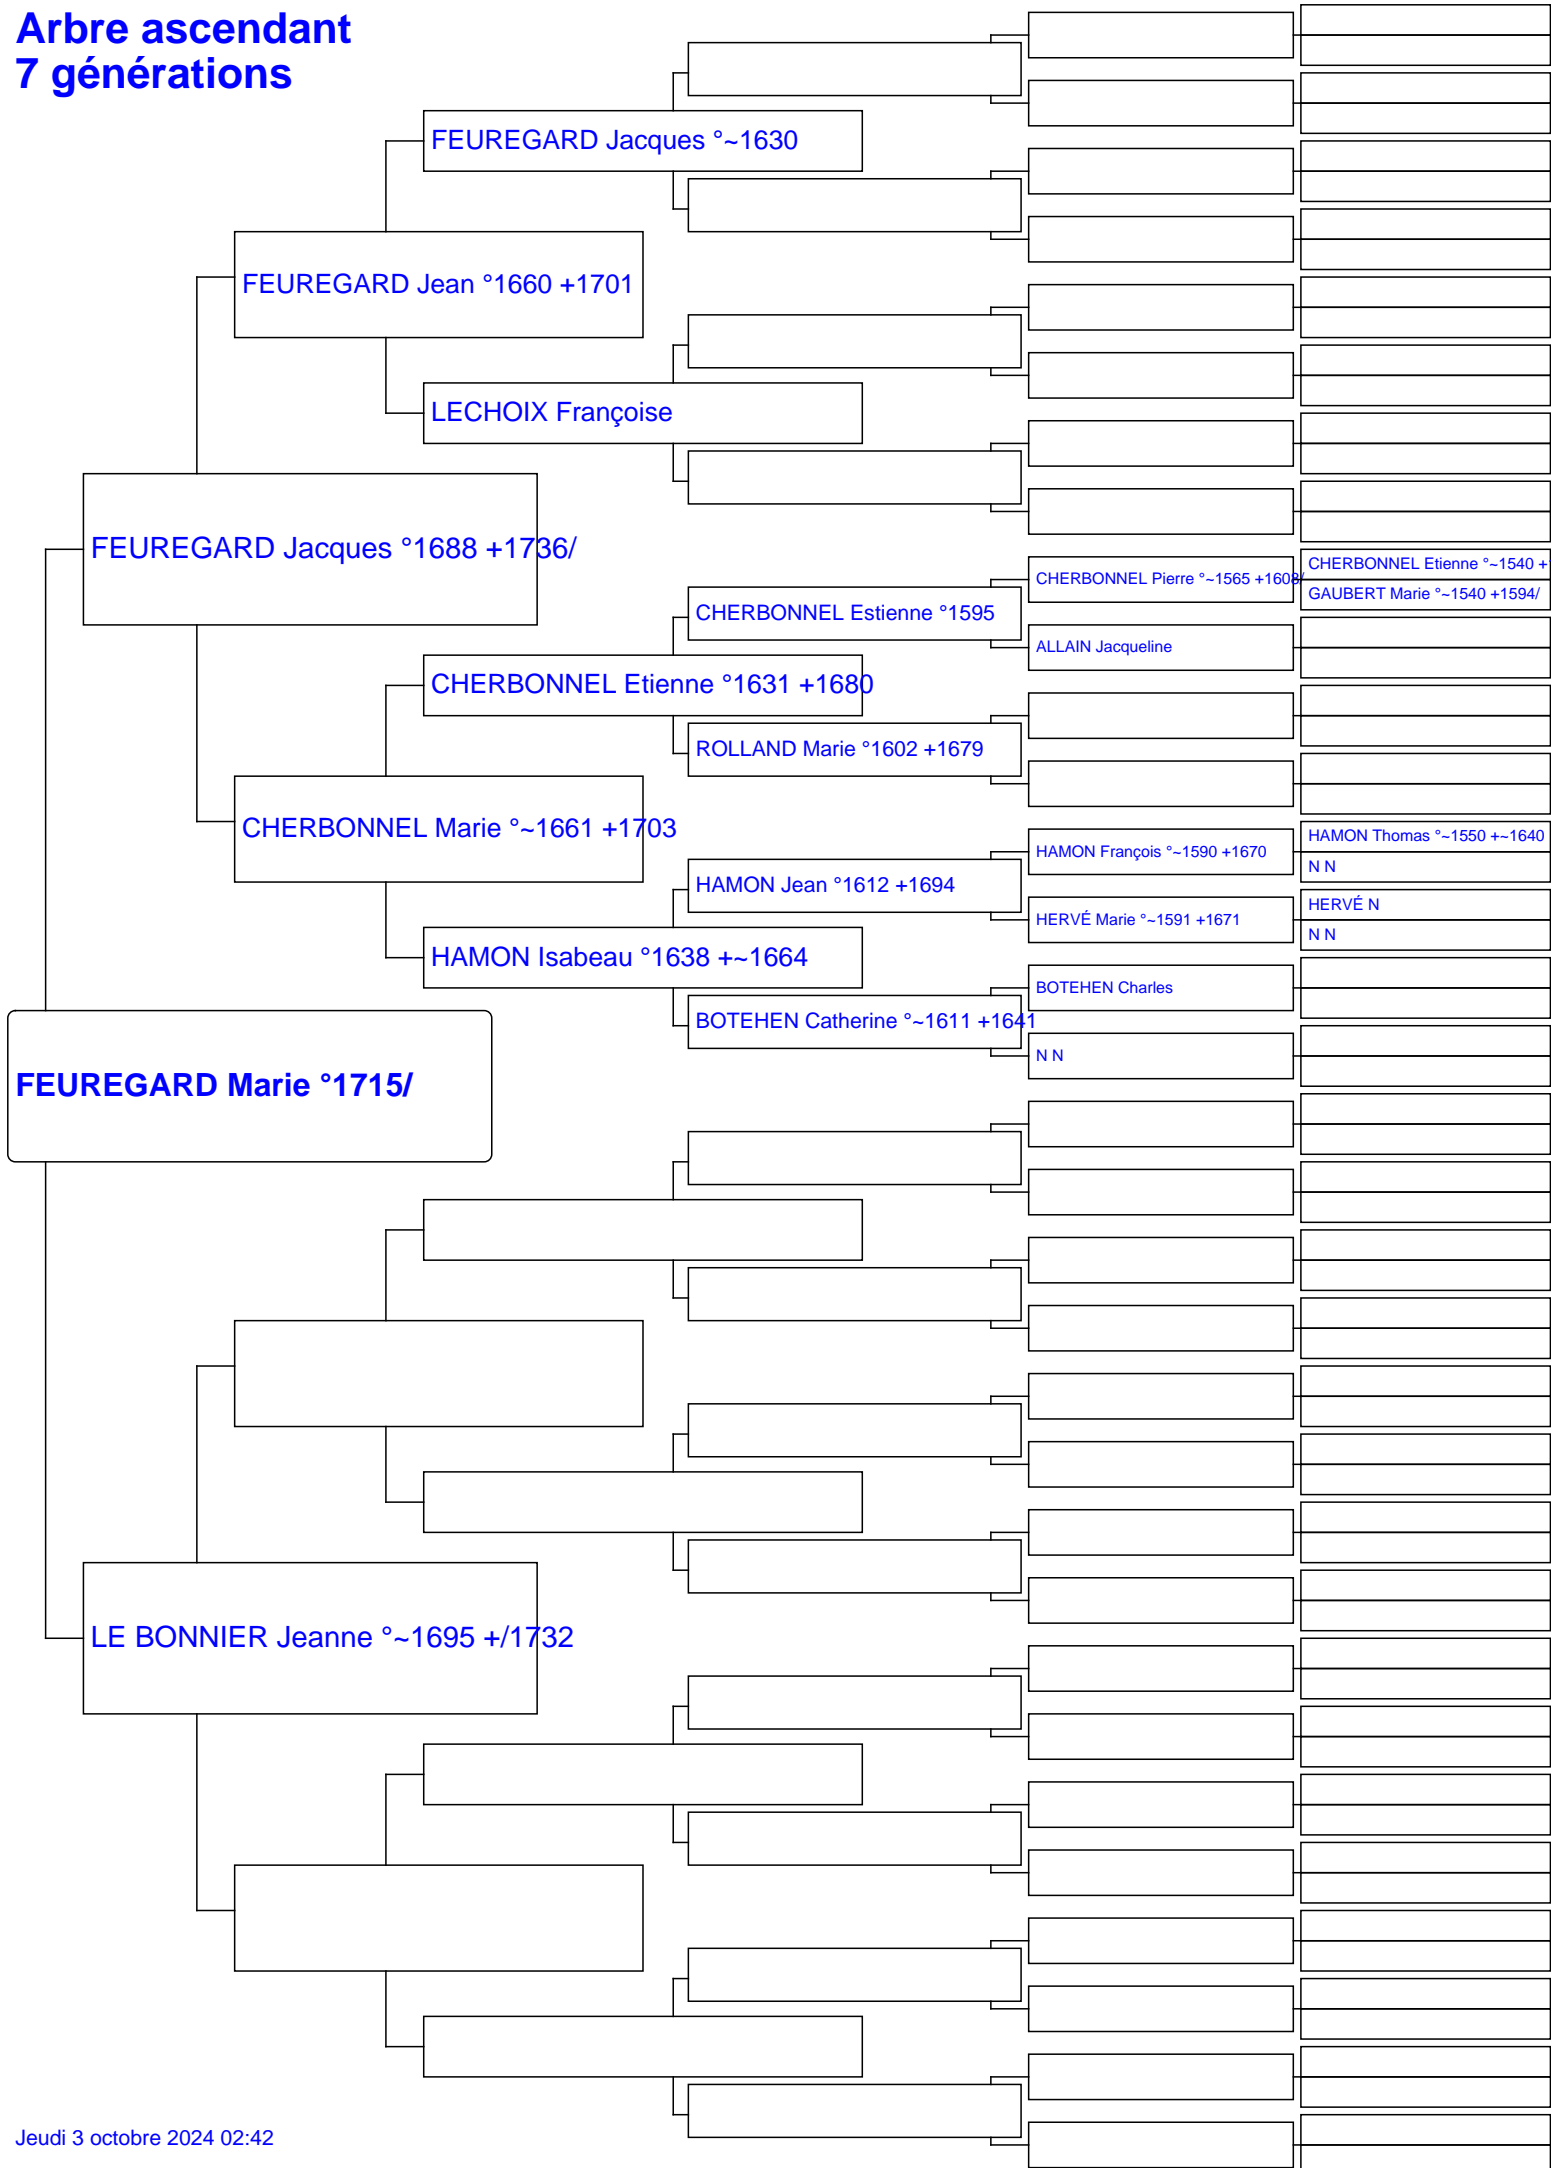 Arbre ascendant
7 générations
FEUREGARD Jacques °~1630
FEUREGARD Jean °1660 +1701
LECHOIX Françoise
FEUREGARD Jacques °1688 +1736/
CHERBONNEL Pierre °~1565 +1608/
CHERBONNEL Etienne °~1540 +
GAUBERT Marie °~1540 +1594/
CHERBONNEL Estienne °1595
ALLAIN Jacqueline
CHERBONNEL Etienne °1631 +1680
ROLLAND Marie °1602 +1679
CHERBONNEL Marie °~1661 +1703
HAMON Thomas °~1550 +~1640
HAMON François °~1590 +1670
N N
HAMON Jean °1612 +1694
HERVÉ N
HERVÉ Marie °~1591 +1671
N N
HAMON Isabeau °1638 +~1664
BOTEHEN Charles
BOTEHEN Catherine °~1611 +1641
N N
FEUREGARD Marie °1715/
LE BONNIER Jeanne °~1695 +/1732
Jeudi 3 octobre 2024 02:42